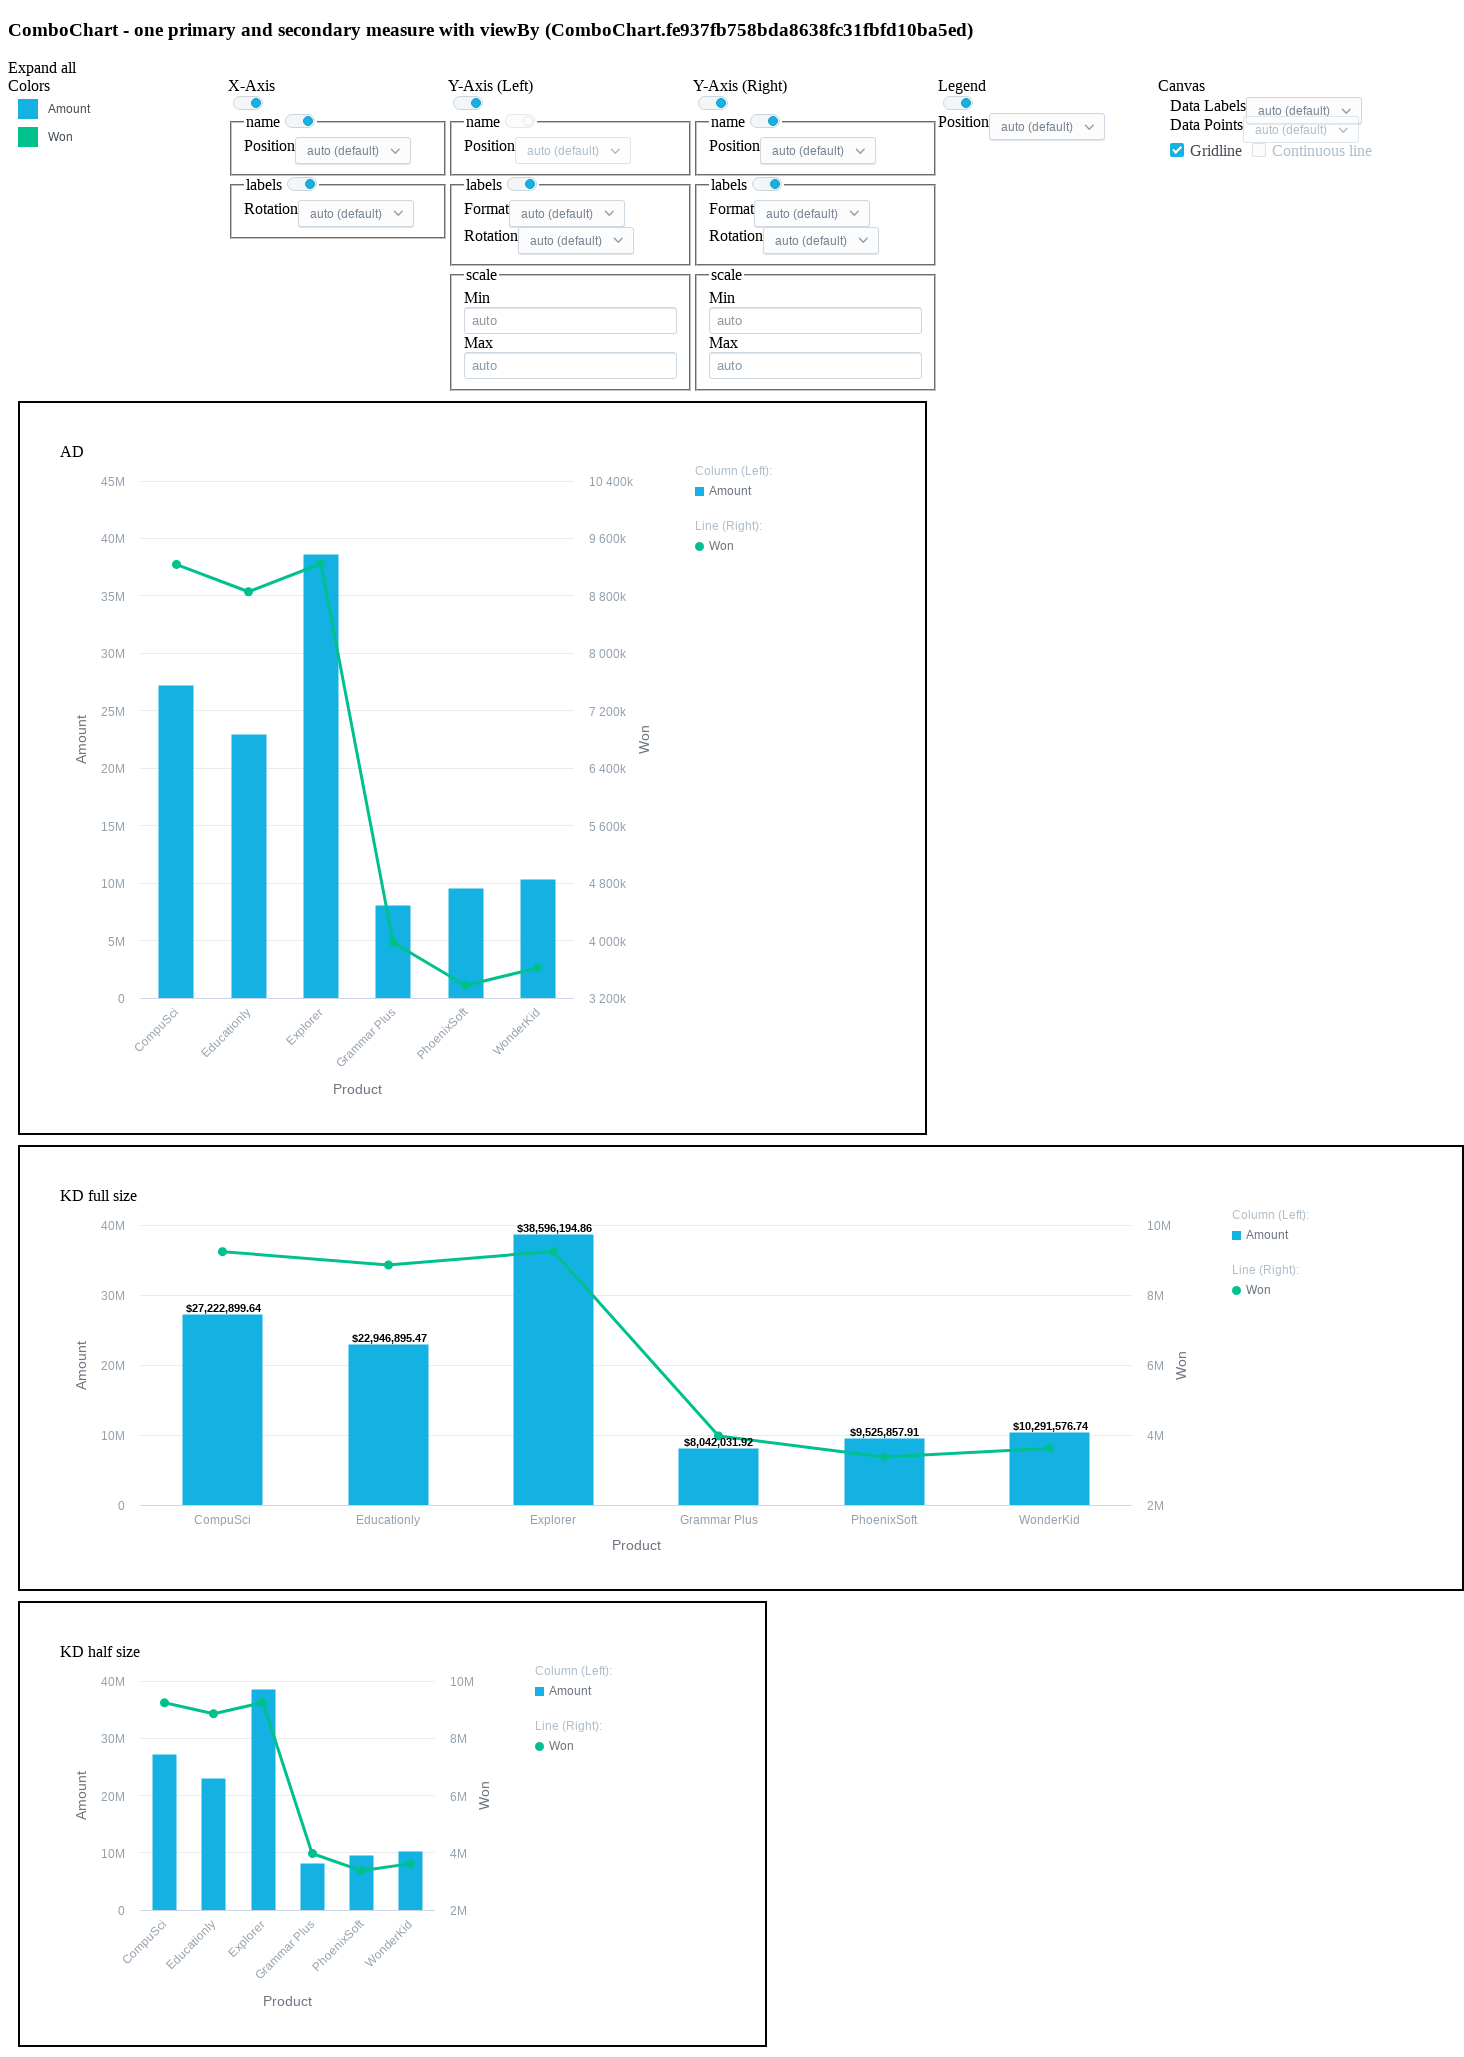 ComboChart - one primary and secondary measure with viewBy (ComboChart.fe937fb758bda8638fc31fbfd10ba5ed)
Expand all
Colors
Amount
Won
X-Axis
name
Position auto (default)
labels
Rotation auto (default)
Y-Axis (Left)
name
Position auto (default)
labels
Format auto (default)
Rotation auto (default)
scale
Min
auto
Max
auto
Y-Axis (Right)
name
Position auto (default)
labels
Format auto (default)
Rotation auto (default)
scale
Min
auto
Max
auto
Legend
Position auto (default)
Canvas
Data Labels auto (default)
Data Points auto (default)
Gridline Continuous line
AD
45M
40M
35M
30M
25M
20M
15M
10M
5M
0
Amount
10 400k
9 600k
8 800k
8 000k
7 200k
6 400k
5 600k
4 800k
4 000k
3 200k
Won
CompuSci
Educationly
Explorer
Grammar Plus
PhoenixSoft
WonderKid
Product
Column (Left):
Amount
Line (Right):
Won
KD full size
40M
30M
20M
10M
0
Amount
$27,222,899.64
$22,946,895.47
$38,596,194.86
$8,042,031.92
$9,525,857.91
$10,291,576.74
10M
8M
6M
4M
2M
Won
CompuSci
Educationly
Explorer
Grammar Plus
PhoenixSoft
WonderKid
Product
Column (Left):
Amount
Line (Right):
Won
KD half size
40M
30M
20M
10M
0
Amount
10M
8M
6M
4M
2M
Won
CompuSci
Educationly
Explorer
Grammar Plus
PhoenixSoft
WonderKid
Product
Column (Left):
Amount
Line (Right):
Won